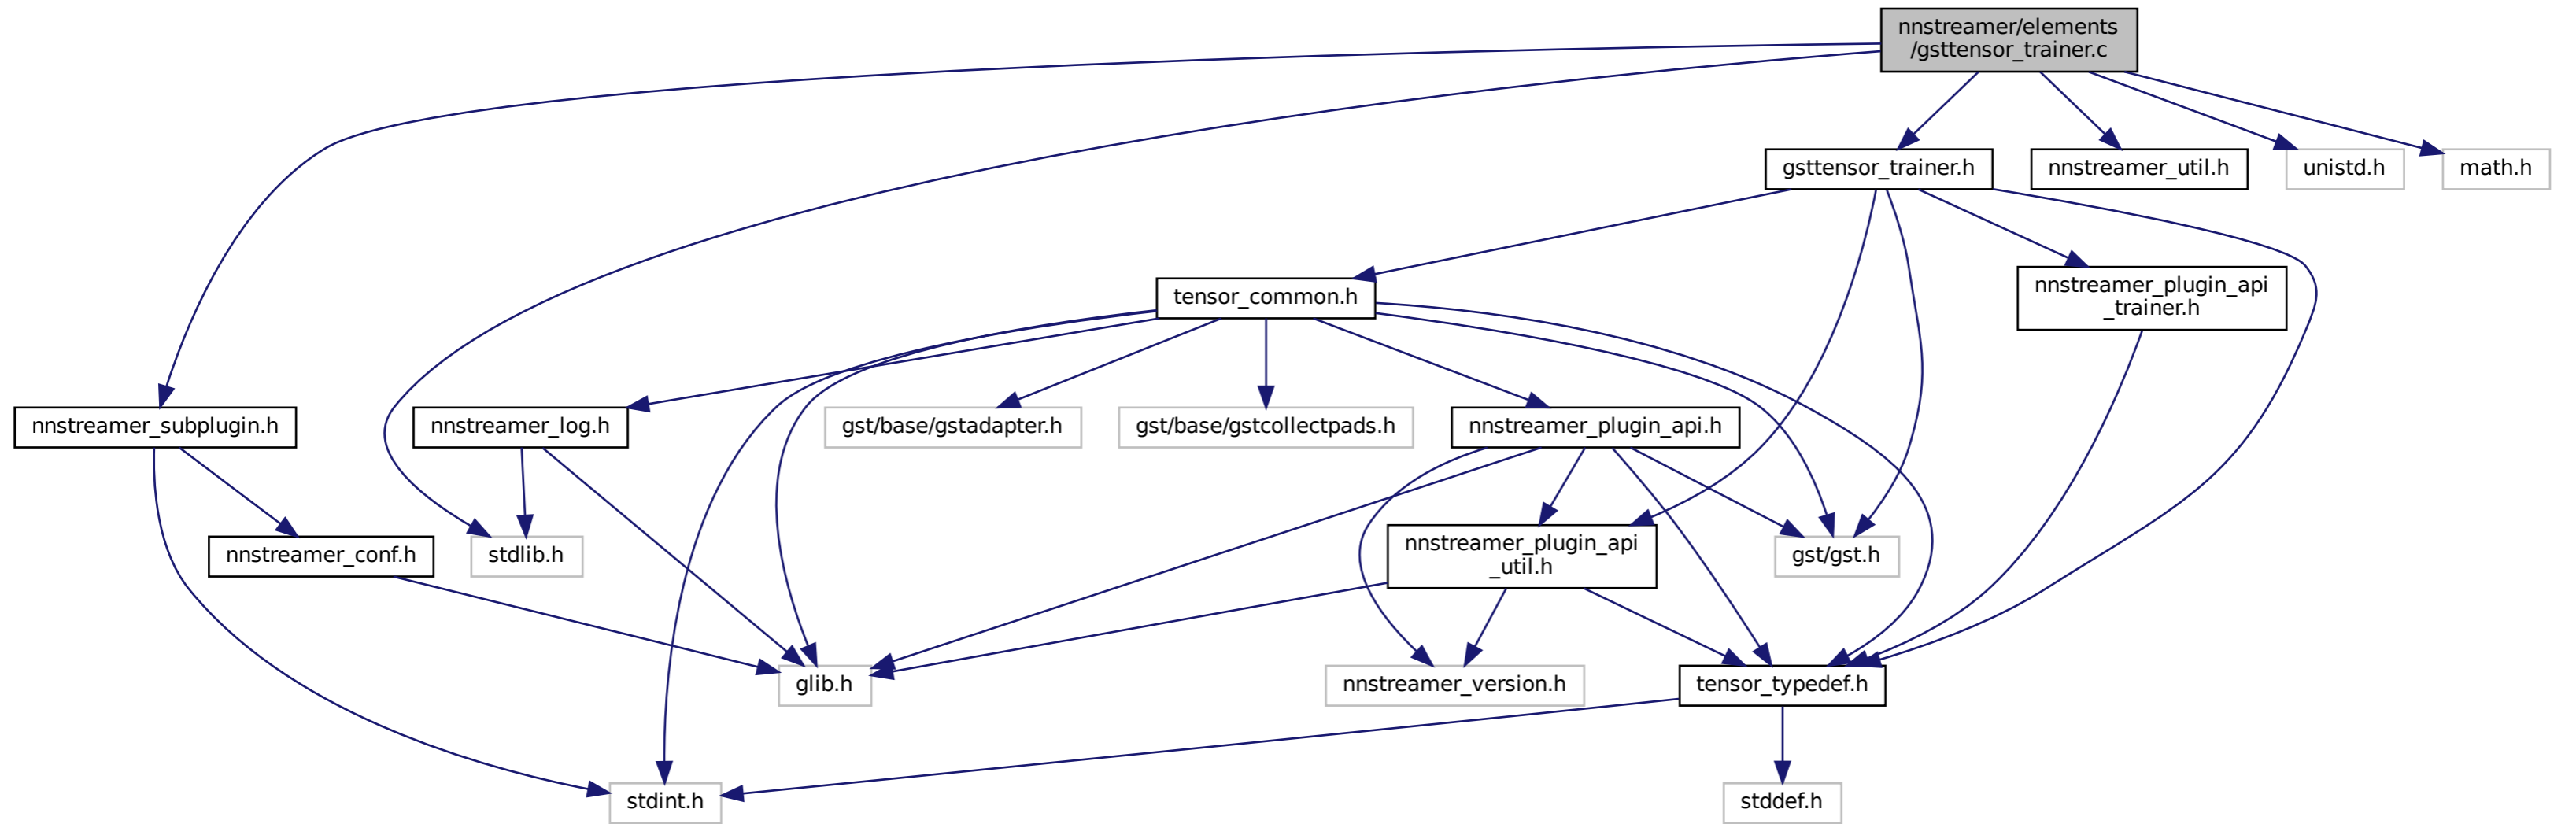 nnstreamer/elements
/gsttensor_trainer.c
gsttensor_trainer.h
nnstreamer_util.h
unistd.h
math.h
tensor_common.h
nnstreamer_plugin_api
_trainer.h
nnstreamer_subplugin.h
nnstreamer_log.h
gst/base/gstadapter.h
gst/base/gstcollectpads.h
nnstreamer_plugin_api.h
nnstreamer_conf.h
stdlib.h
nnstreamer_plugin_api
_util.h
gst/gst.h
glib.h
nnstreamer_version.h
tensor_typedef.h
stdint.h
stddef.h